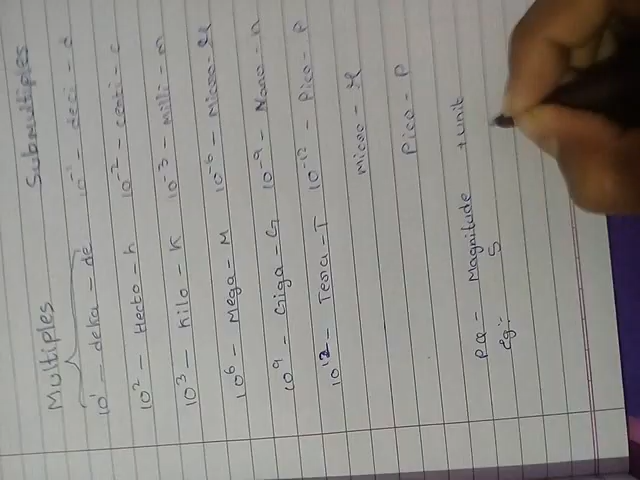 Multiples Submultiples
10¹ — deka — de 10⁻¹ — deci — d
10² — Hecto — h 10⁻² — centi — c
10³ — Kilo — K 10⁻³ — Milli — m
10⁶ — Mega — M 10⁻⁶ — Micro — μ
10⁹ — Giga — G 10⁻⁹ — Nano — n
10¹² — Tera — T 10⁻¹² — Pico — P
Micro — μ
Pico — P
PQ — Magnitude + unit
Eg:- 5